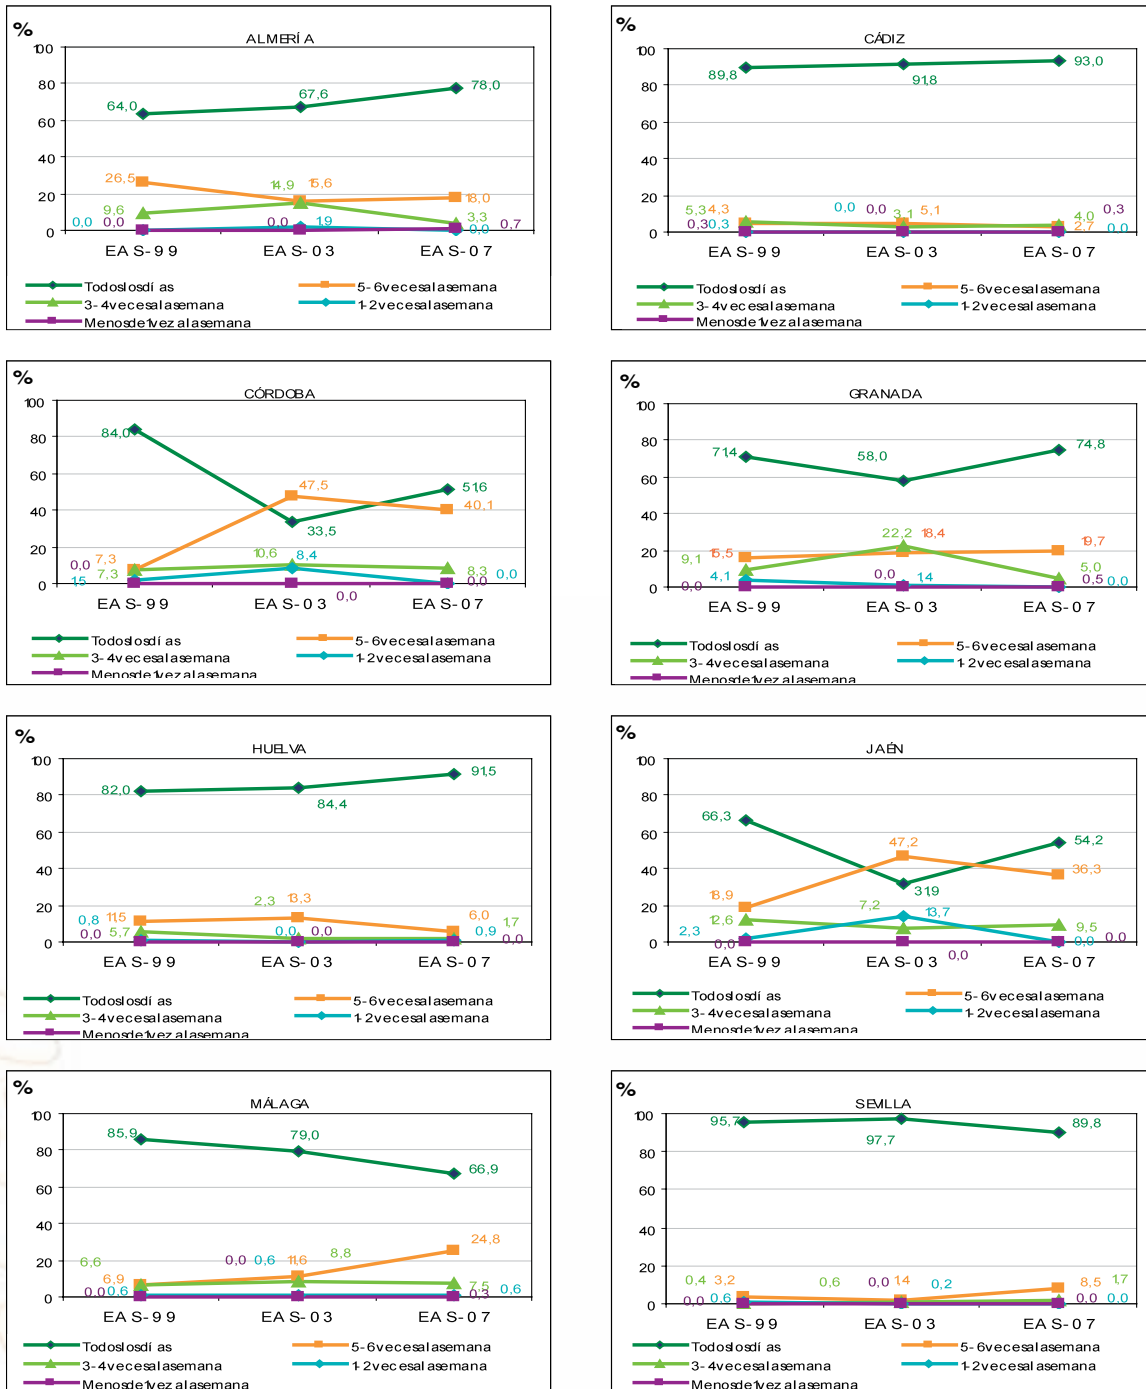 %
ALMERÍA
100
80
60
40
20
0
64,0
67,6
78,0
26,5
14,9
15,6
18,0
9,6
3,3
0,0
0,0
0,0
1,9
0,0
0,7
EAS-99
EAS-03
EAS-07
Todos los días
5-6 veces a la semana
3-4 veces a la semana
1-2 veces a la semana
Menos de 1 vez a la semana
%
CÁDIZ
100
80
60
40
20
0
89,8
91,8
93,0
5,3
4,3
0,3
0,3
0,0
0,0
5,1
3,1
4,0
2,7
0,3
0,0
EAS-99
EAS-03
EAS-07
Todos los días
5-6 veces a la semana
3-4 veces a la semana
1-2 veces a la semana
Menos de 1 vez a la semana
%
CÓRDOBA
100
80
60
40
20
0
84,0
47,5
33,5
51,6
40,1
0,0
7,3
7,3
1,5
10,6
8,4
0,0
8,3
0,0
0,0
EAS-99
EAS-03
EAS-07
Todos los días
5-6 veces a la semana
3-4 veces a la semana
1-2 veces a la semana
Menos de 1 vez a la semana
%
GRANADA
100
80
60
40
20
0
71,4
58,0
74,8
9,1
15,5
4,1
0,0
22,2
18,4
0,0
1,4
19,7
5,0
0,5
0,0
EAS-99
EAS-03
EAS-07
Todos los días
5-6 veces a la semana
3-4 veces a la semana
1-2 veces a la semana
Menos de 1 vez a la semana
%
HUELVA
100
80
60
40
20
0
82,0
84,4
91,5
0,8
11,5
0,0
5,7
2,3
13,3
0,0
0,0
6,0
1,7
0,9
0,0
EAS-99
EAS-03
EAS-07
Todos los días
5-6 veces a la semana
3-4 veces a la semana
1-2 veces a la semana
Menos de 1 vez a la semana
%
JAÉN
100
80
60
40
20
0
66,3
47,2
31,9
54,2
36,3
18,9
12,6
2,3
0,0
7,2
13,7
0,0
9,5
0,0
0,0
EAS-99
EAS-03
EAS-07
Todos los días
5-6 veces a la semana
3-4 veces a la semana
1-2 veces a la semana
Menos de 1 vez a la semana
%
MÁLAGA
100
80
60
40
20
0
85,9
79,0
66,9
6,6
6,9
0,0
0,6
0,0
0,6
11,6
8,8
24,8
7,5
0,3
0,6
EAS-99
EAS-03
EAS-07
Todos los días
5-6 veces a la semana
3-4 veces a la semana
1-2 veces a la semana
Menos de 1 vez a la semana
%
SEVILLA
100
80
60
40
20
0
95,7
97,7
89,8
0,4
3,2
0,0
0,6
0,6
0,0
1,4
0,2
8,5
1,7
0,0
0,0
EAS-99
EAS-03
EAS-07
Todos los días
5-6 veces a la semana
3-4 veces a la semana
1-2 veces a la semana
Menos de 1 vez a la semana